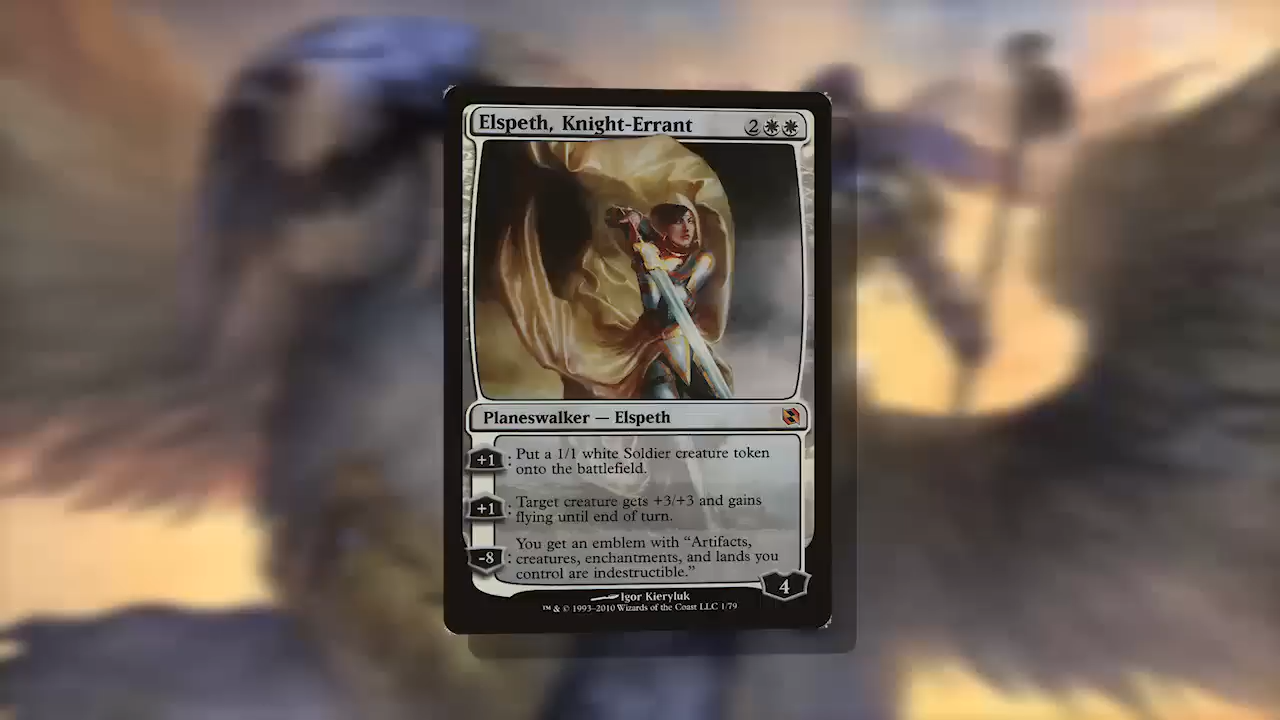 Elspeth, Knight-Errant 2
Planeswalker — Elspeth
+1 : Put a 1/1 white Soldier creature token
onto the battlefield.
+1 : Target creature gets +3/+3 and gains
flying until end of turn.
You get an emblem with “Artifacts,
-8 : creatures, enchantments, and lands you
control are indestructible.”
4
Igor Kieryluk
™ & © 1993–2010 Wizards of the Coast LLC 1/79